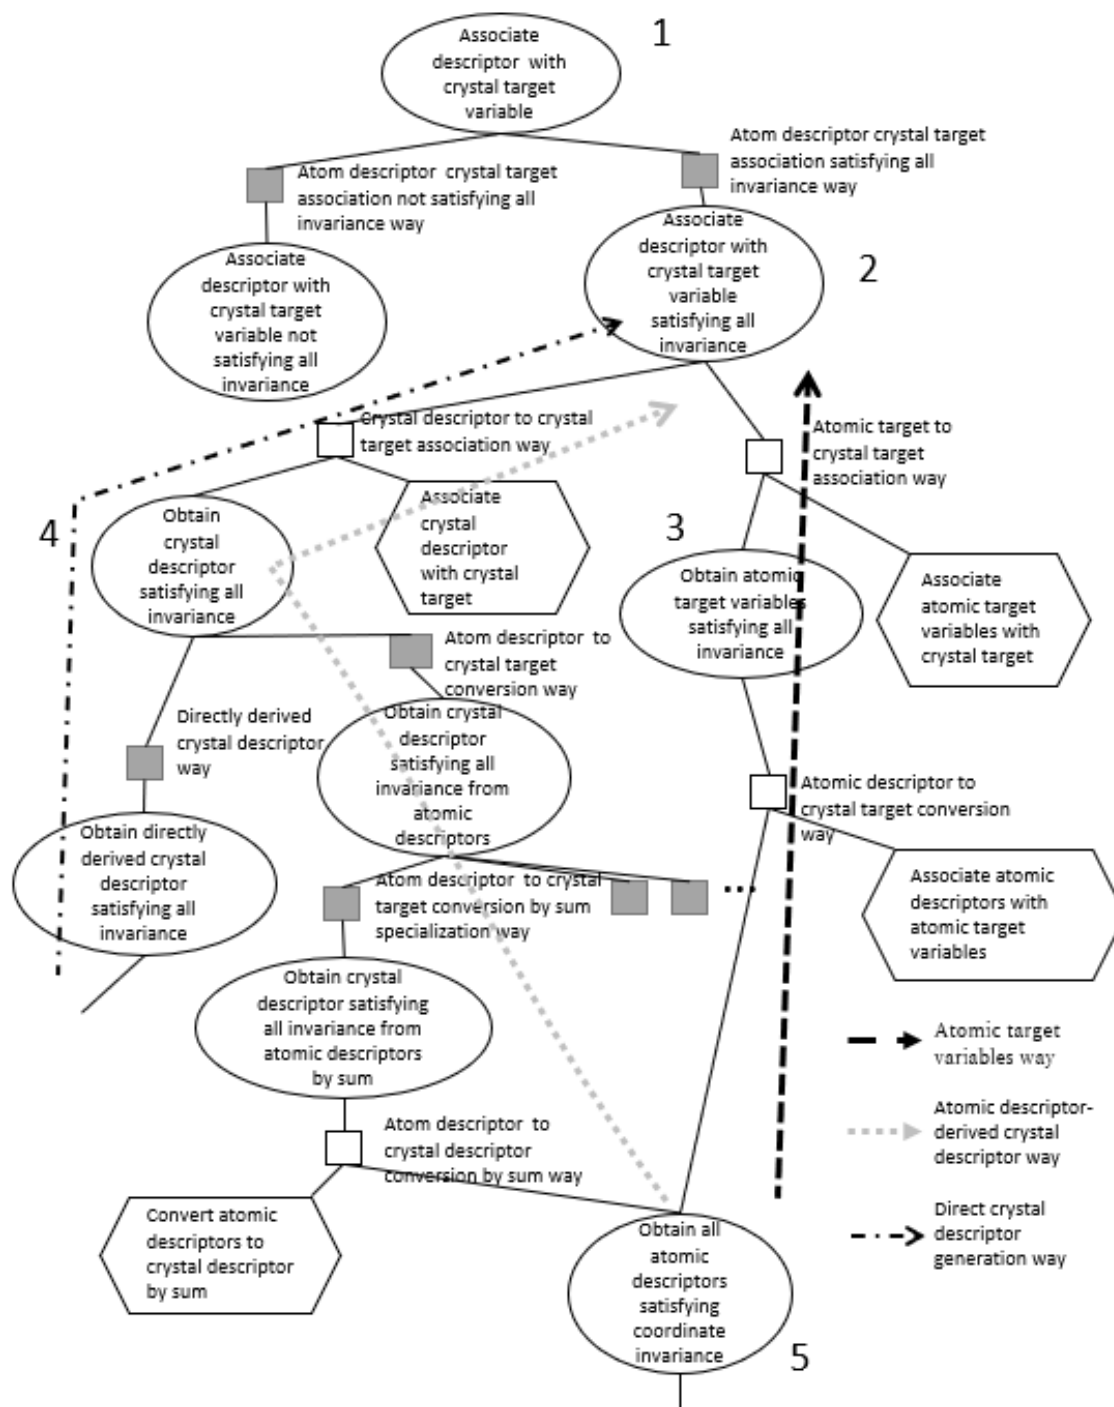 1
Associate
descriptor with
crystal target
variable
Atom descriptor crystal target
association not satisfying all
invariance way
Atom descriptor crystal target
association satisfying all
invariance way
Associate
descriptor with
crystal target
variable not
satisfying all
invariance
Associate
descriptor with
crystal target
variable
satisfying all
invariance
2
Crystal descriptor to crystal
target association way
Atomic target to
crystal target
association way
4
Obtain
crystal
descriptor
satisfying all
invariance
Associate
crystal
descriptor
with crystal
target
3
Obtain atomic
target variables
satisfying all
invariance
Associate
atomic target
variables with
crystal target
Atom descriptor to
crystal target
conversion way
Directly derived
crystal descriptor
way
Obtain crystal
descriptor
satisfying all
invariance from
atomic
descriptors
Atomic descriptor to
crystal target conversion
way
Obtain directly
derived crystal
descriptor
satisfying all
invariance
Atom descriptor to crystal
target conversion by sum
specialization way
...
Associate atomic
descriptors with
atomic target
variables
Obtain crystal
descriptor satisfying
all invariance from
atomic descriptors
by sum
Atom descriptor to
crystal descriptor
conversion by sum way
Convert atomic
descriptors to
crystal descriptor
by sum
Obtain all
atomic
descriptors
satisfying
coordinate
invariance
5
Atomic target
variables way
Atomic descriptor-
derived crystal
descriptor way
Direct crystal
descriptor
generation way